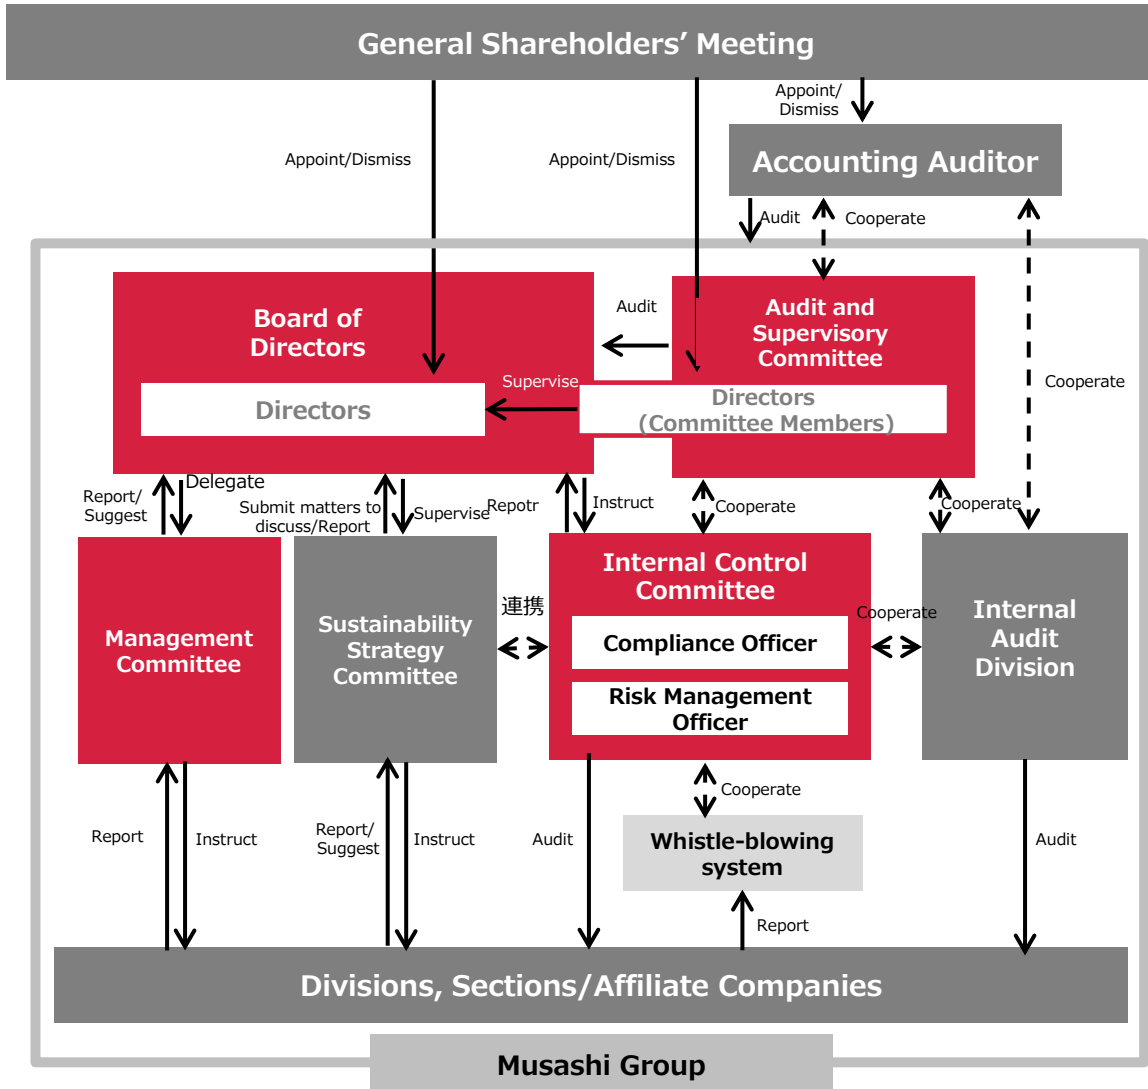 General Shareholders’ Meeting
Appoint/
Dismiss
Appoint/Dismiss
Appoint/Dismiss
Accounting Auditor
Audit
Cooperate
Board of
Directors
Audit
Audit and
Supervisory
Committee
Supervise
Directors
Directors
(Committee Members)
Cooperate
Report/
Suggest
Delegate
Submit matters to
discuss/Report
Supervise
Repotr
Instruct
Cooperate
Cooperate
Management
Committee
Sustainability
Strategy
Committee
連携
Internal Control
Committee
Compliance Officer
Risk Management
Officer
Cooperate
Internal
Audit
Division
Report
Instruct
Report/
Suggest
Instruct
Audit
Cooperate
Whistle-blowing
system
Report
Audit
Divisions, Sections/Affiliate Companies
Musashi Group